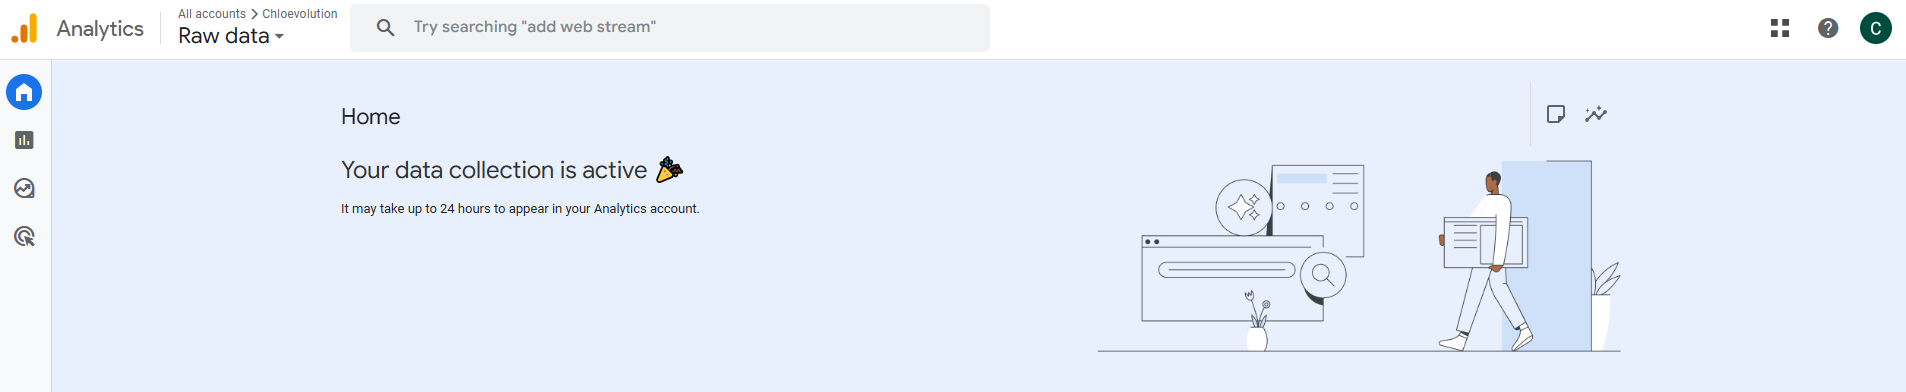 Analytics
All accounts > Chloevolution
Raw data
Try searching "add web stream"
C
Home
Your data collection is active 🎉
It may take up to 24 hours to appear in your Analytics account.